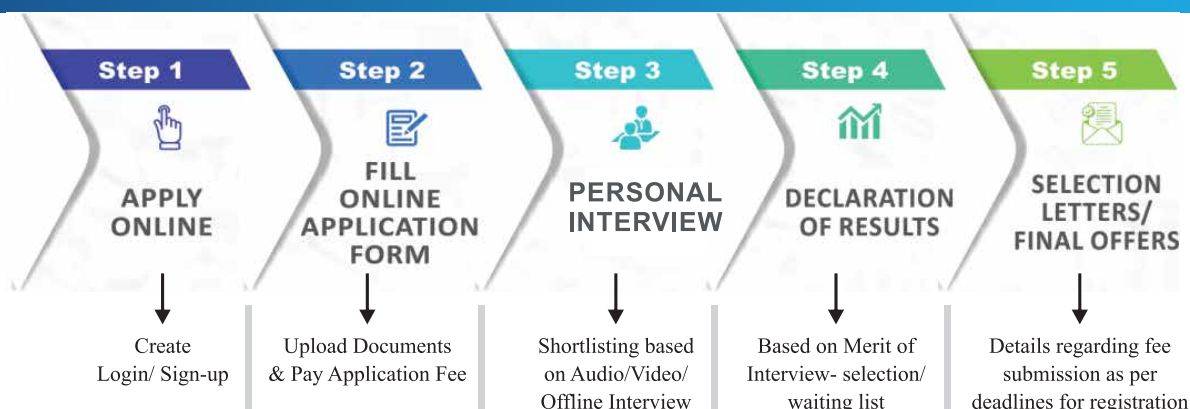 Step 1
APPLY
ONLINE
Create
Login/ Sign-up
Step 2
FILL
ONLINE
APPLICATION
FORM
Upload Documents
& Pay Application Fee
Step 3
PERSONAL
INTERVIEW
Shortlisting based
on Audio/Video/
Offline Interview
Step 4
DECLARATION
OF RESULTS
Based on Merit of
Interview- selection/
waiting list
Step 5
SELECTION
LETTERS/
FINAL OFFERS
Details regarding fee
submission as per
deadlines for registration